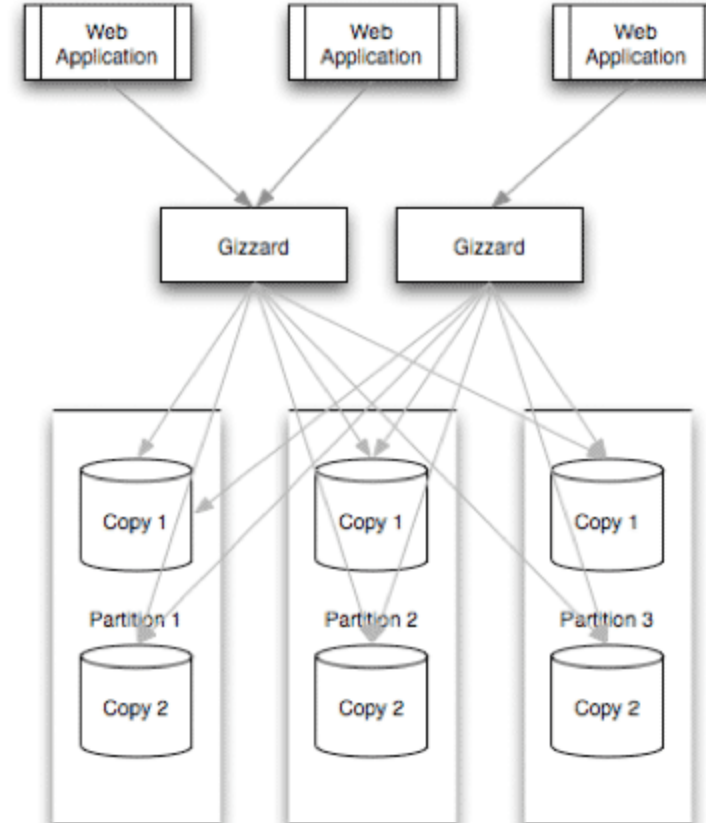 Web
Application
Web
Application
Web
Application
Gizzard
Gizzard
Copy 1
Copy 1
Copy 1
Partition 1
Partition 2
Partition 3
Copy 2
Copy 2
Copy 2